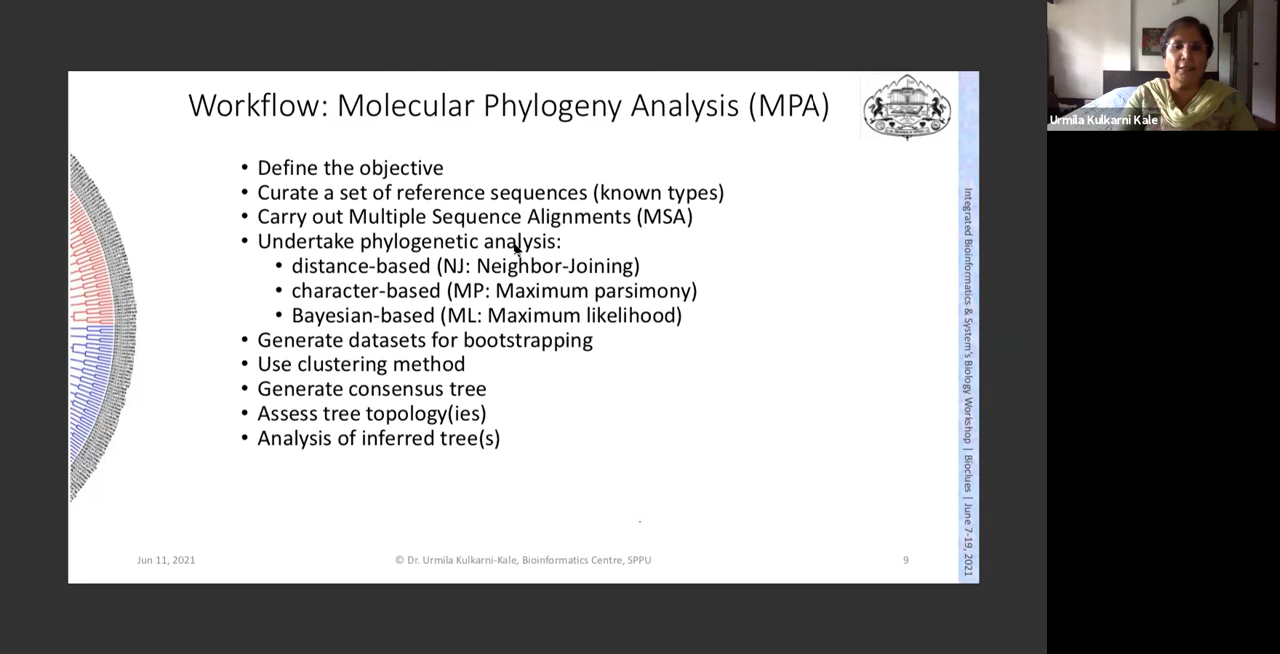 Workflow: Molecular Phylogeny Analysis (MPA)
• Define the objective
• Curate a set of reference sequences (known types)
• Carry out Multiple Sequence Alignments (MSA)
• Undertake phylogenetic analysis:
• distance-based (NJ: Neighbor-Joining)
• character-based (MP: Maximum parsimony)
• Bayesian-based (ML: Maximum likelihood)
• Generate datasets for bootstrapping
• Use clustering method
• Generate consensus tree
• Assess tree topology(ies)
• Analysis of inferred tree(s)
Jun 11, 2021
© Dr. Urmila Kulkarni-Kale, Bioinformatics Centre, SPPU
9
Integrated Bioinformatics & System's Biology Workshop | Bioclues | June 7-19, 2021
Urmila Kulkarni Kale